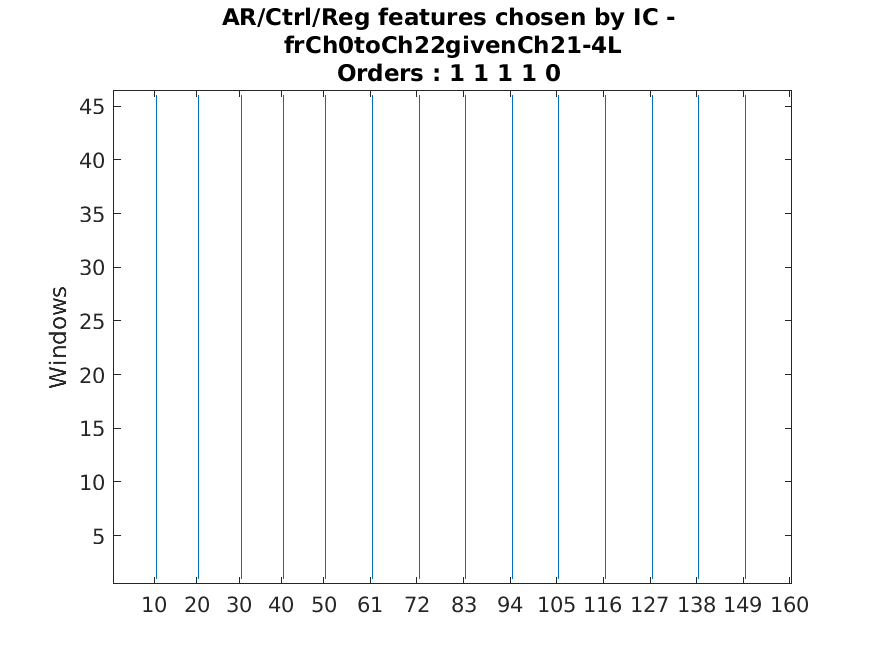 AR/Ctrl/Reg features chosen by IC -
frCh0toCh22givenCh21-4L
Orders : 1 1 1 1 0
45
40
35
30
25
20
15
10
5
Windows
10 20 30 40 50 61 72 83 94 105 116 127 138 149 160